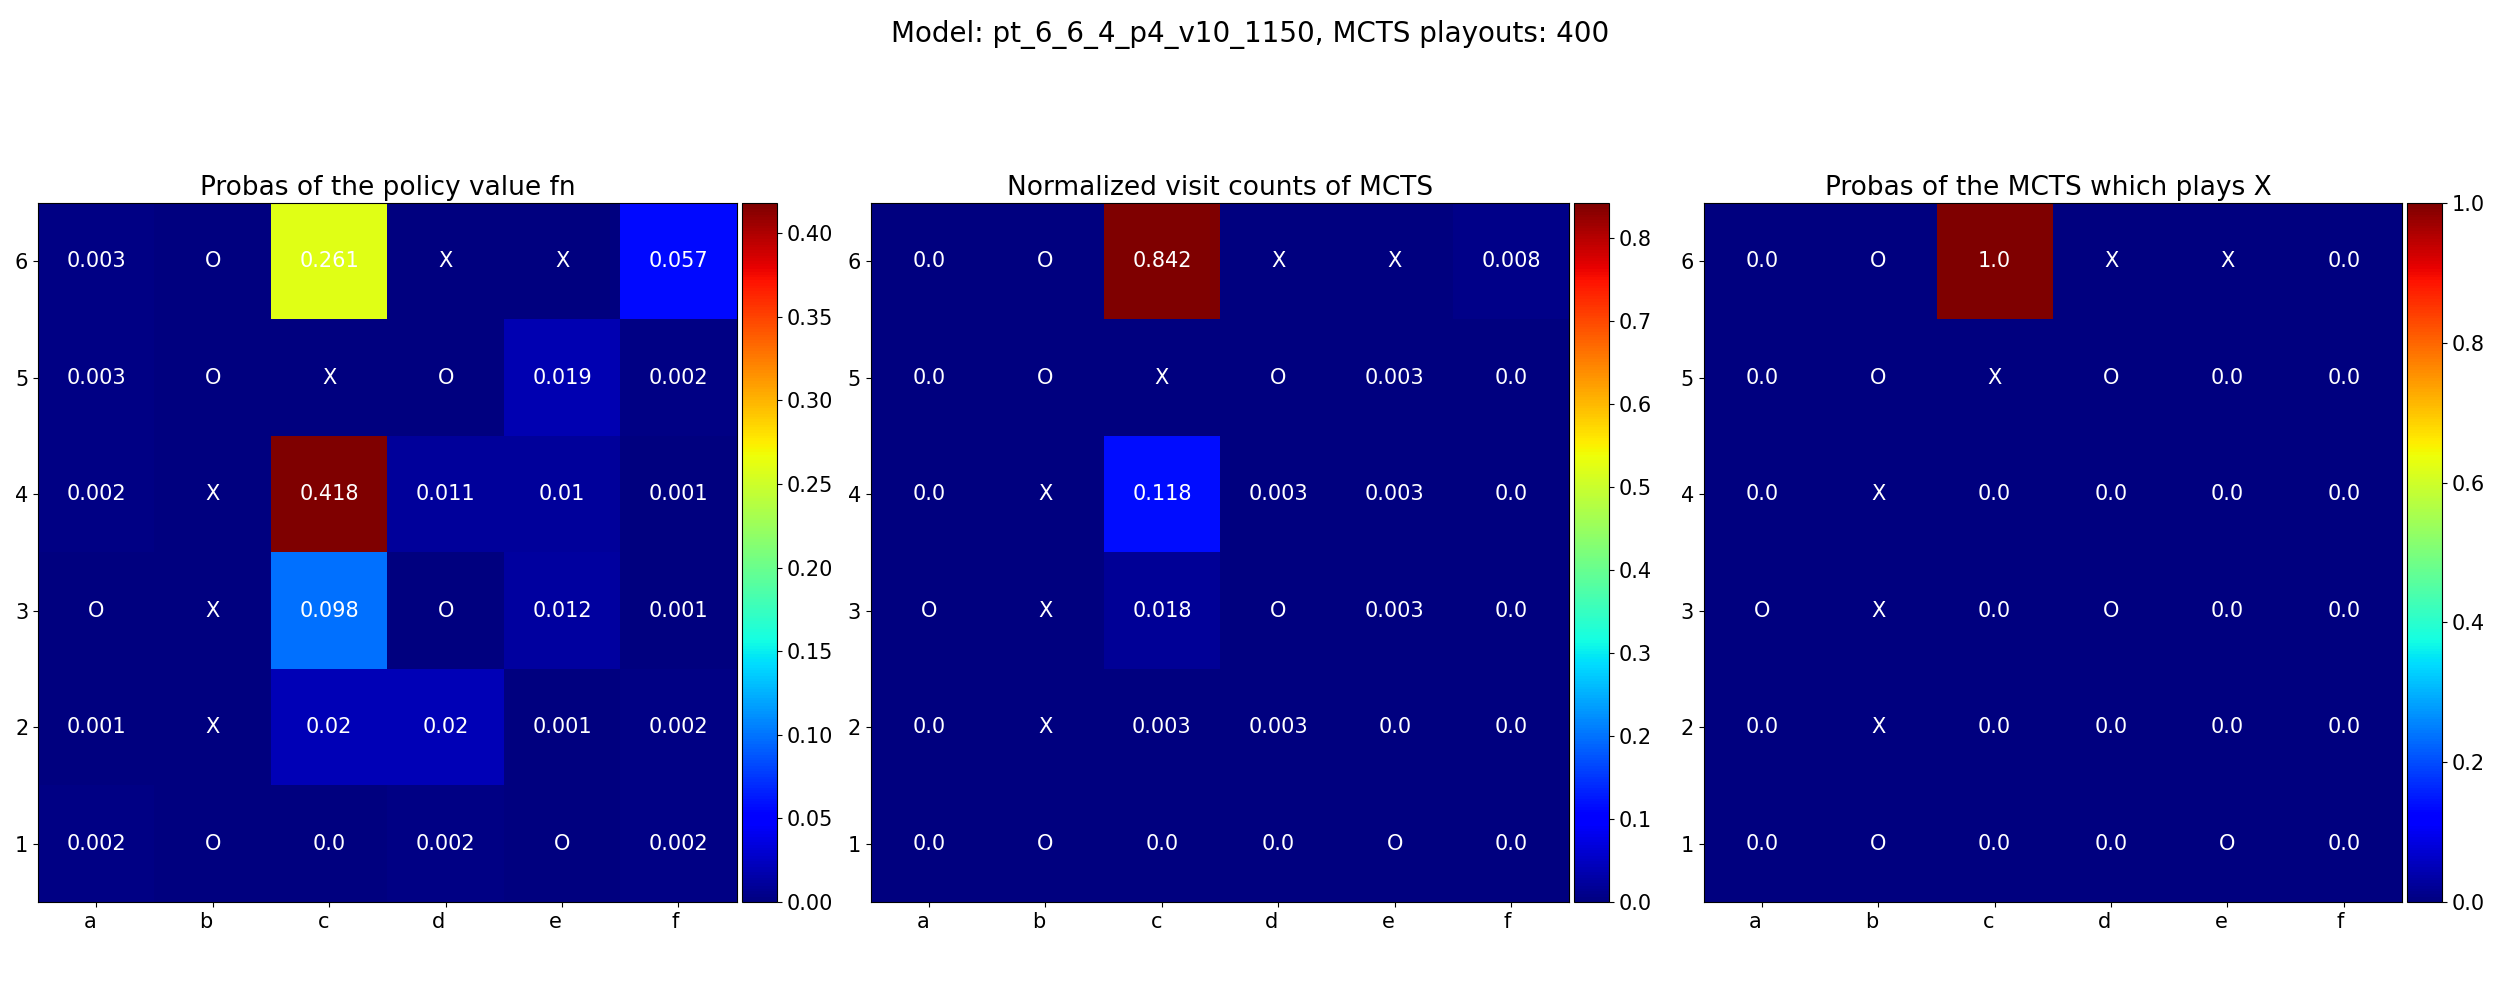 Model: pt_6_6_4_p4_v10_1150, MCTS playouts: 400
Probas of the policy value fn
6 0.003 O 0.261 X X 0.057
5 0.003 O X O 0.019 0.002
4 0.002 X 0.418 0.011 0.01 0.001
3 O X 0.098 O 0.012 0.001
2 0.001 X 0.02 0.02 0.001 0.002
1 0.002 O 0.0 0.002 O 0.002
a b c d e f
0.40
0.35
0.30
0.25
0.20
0.15
0.10
0.05
0.00
Normalized visit counts of MCTS
6 0.0 O 0.842 X X 0.008
5 0.0 O X O 0.003 0.0
4 0.0 X 0.118 0.003 0.003 0.0
3 O X 0.018 O 0.003 0.0
2 0.0 X 0.003 0.003 0.0 0.0
1 0.0 O 0.0 0.0 O 0.0
a b c d e f
0.8
0.7
0.6
0.5
0.4
0.3
0.2
0.1
0.0
Probas of the MCTS which plays X
6 0.0 O 1.0 X X 0.0
5 0.0 O X O 0.0 0.0
4 0.0 X 0.0 0.0 0.0 0.0
3 O X 0.0 O 0.0 0.0
2 0.0 X 0.0 0.0 0.0 0.0
1 0.0 O 0.0 0.0 O 0.0
a b c d e f
1.0
0.8
0.6
0.4
0.2
0.0